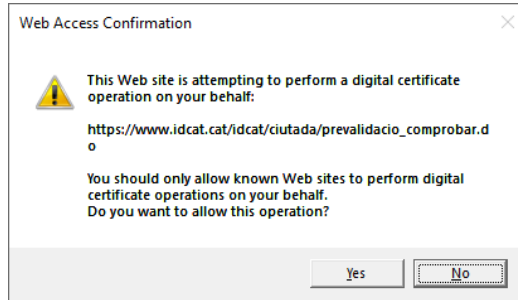 Web Access Confirmation
This Web site is attempting to perform a digital certificate
operation on your behalf:
https://www.idcat.cat/idcat/ciutada/prevalidacio_comprobar.d
o
You should only allow known Web sites to perform digital
certificate operations on your behalf.
Do you want to allow this operation?
Yes
No